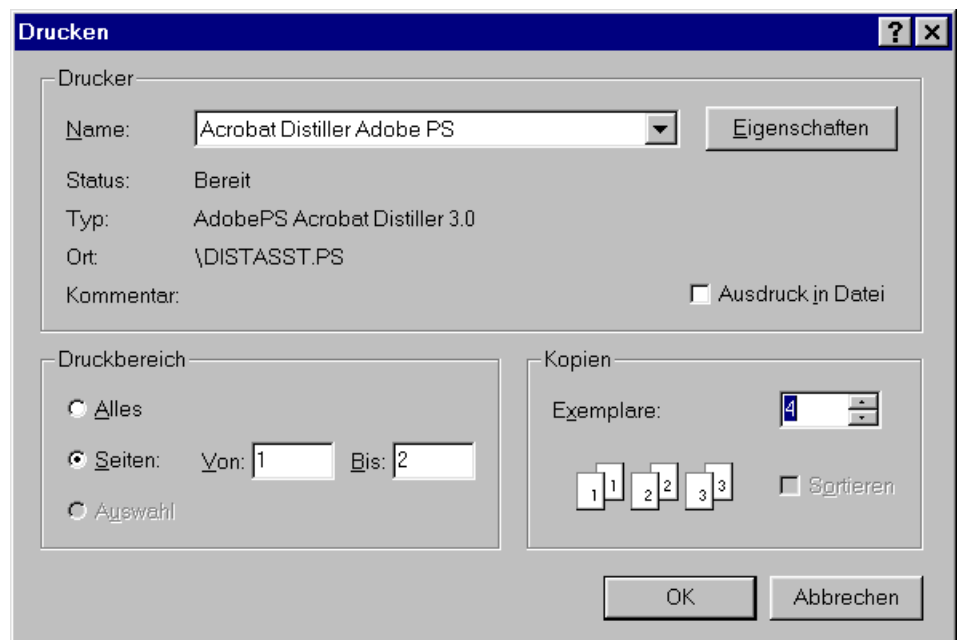 Drucken
Drucker
Name: Acrobat Distiller Adobe PS Eigenschaften
Status: Bereit
Typ: AdobePS Acrobat Distiller 3.0
Ort: \DISTASST.PS
Kommentar: Ausdruck in Datei
Druckbereich
Alles
Seiten: Von: 1 Bis: 2
Auswahl
Kopien
Exemplare: 4
1 1 2 2 3 3 Sortieren
OK Abbrechen